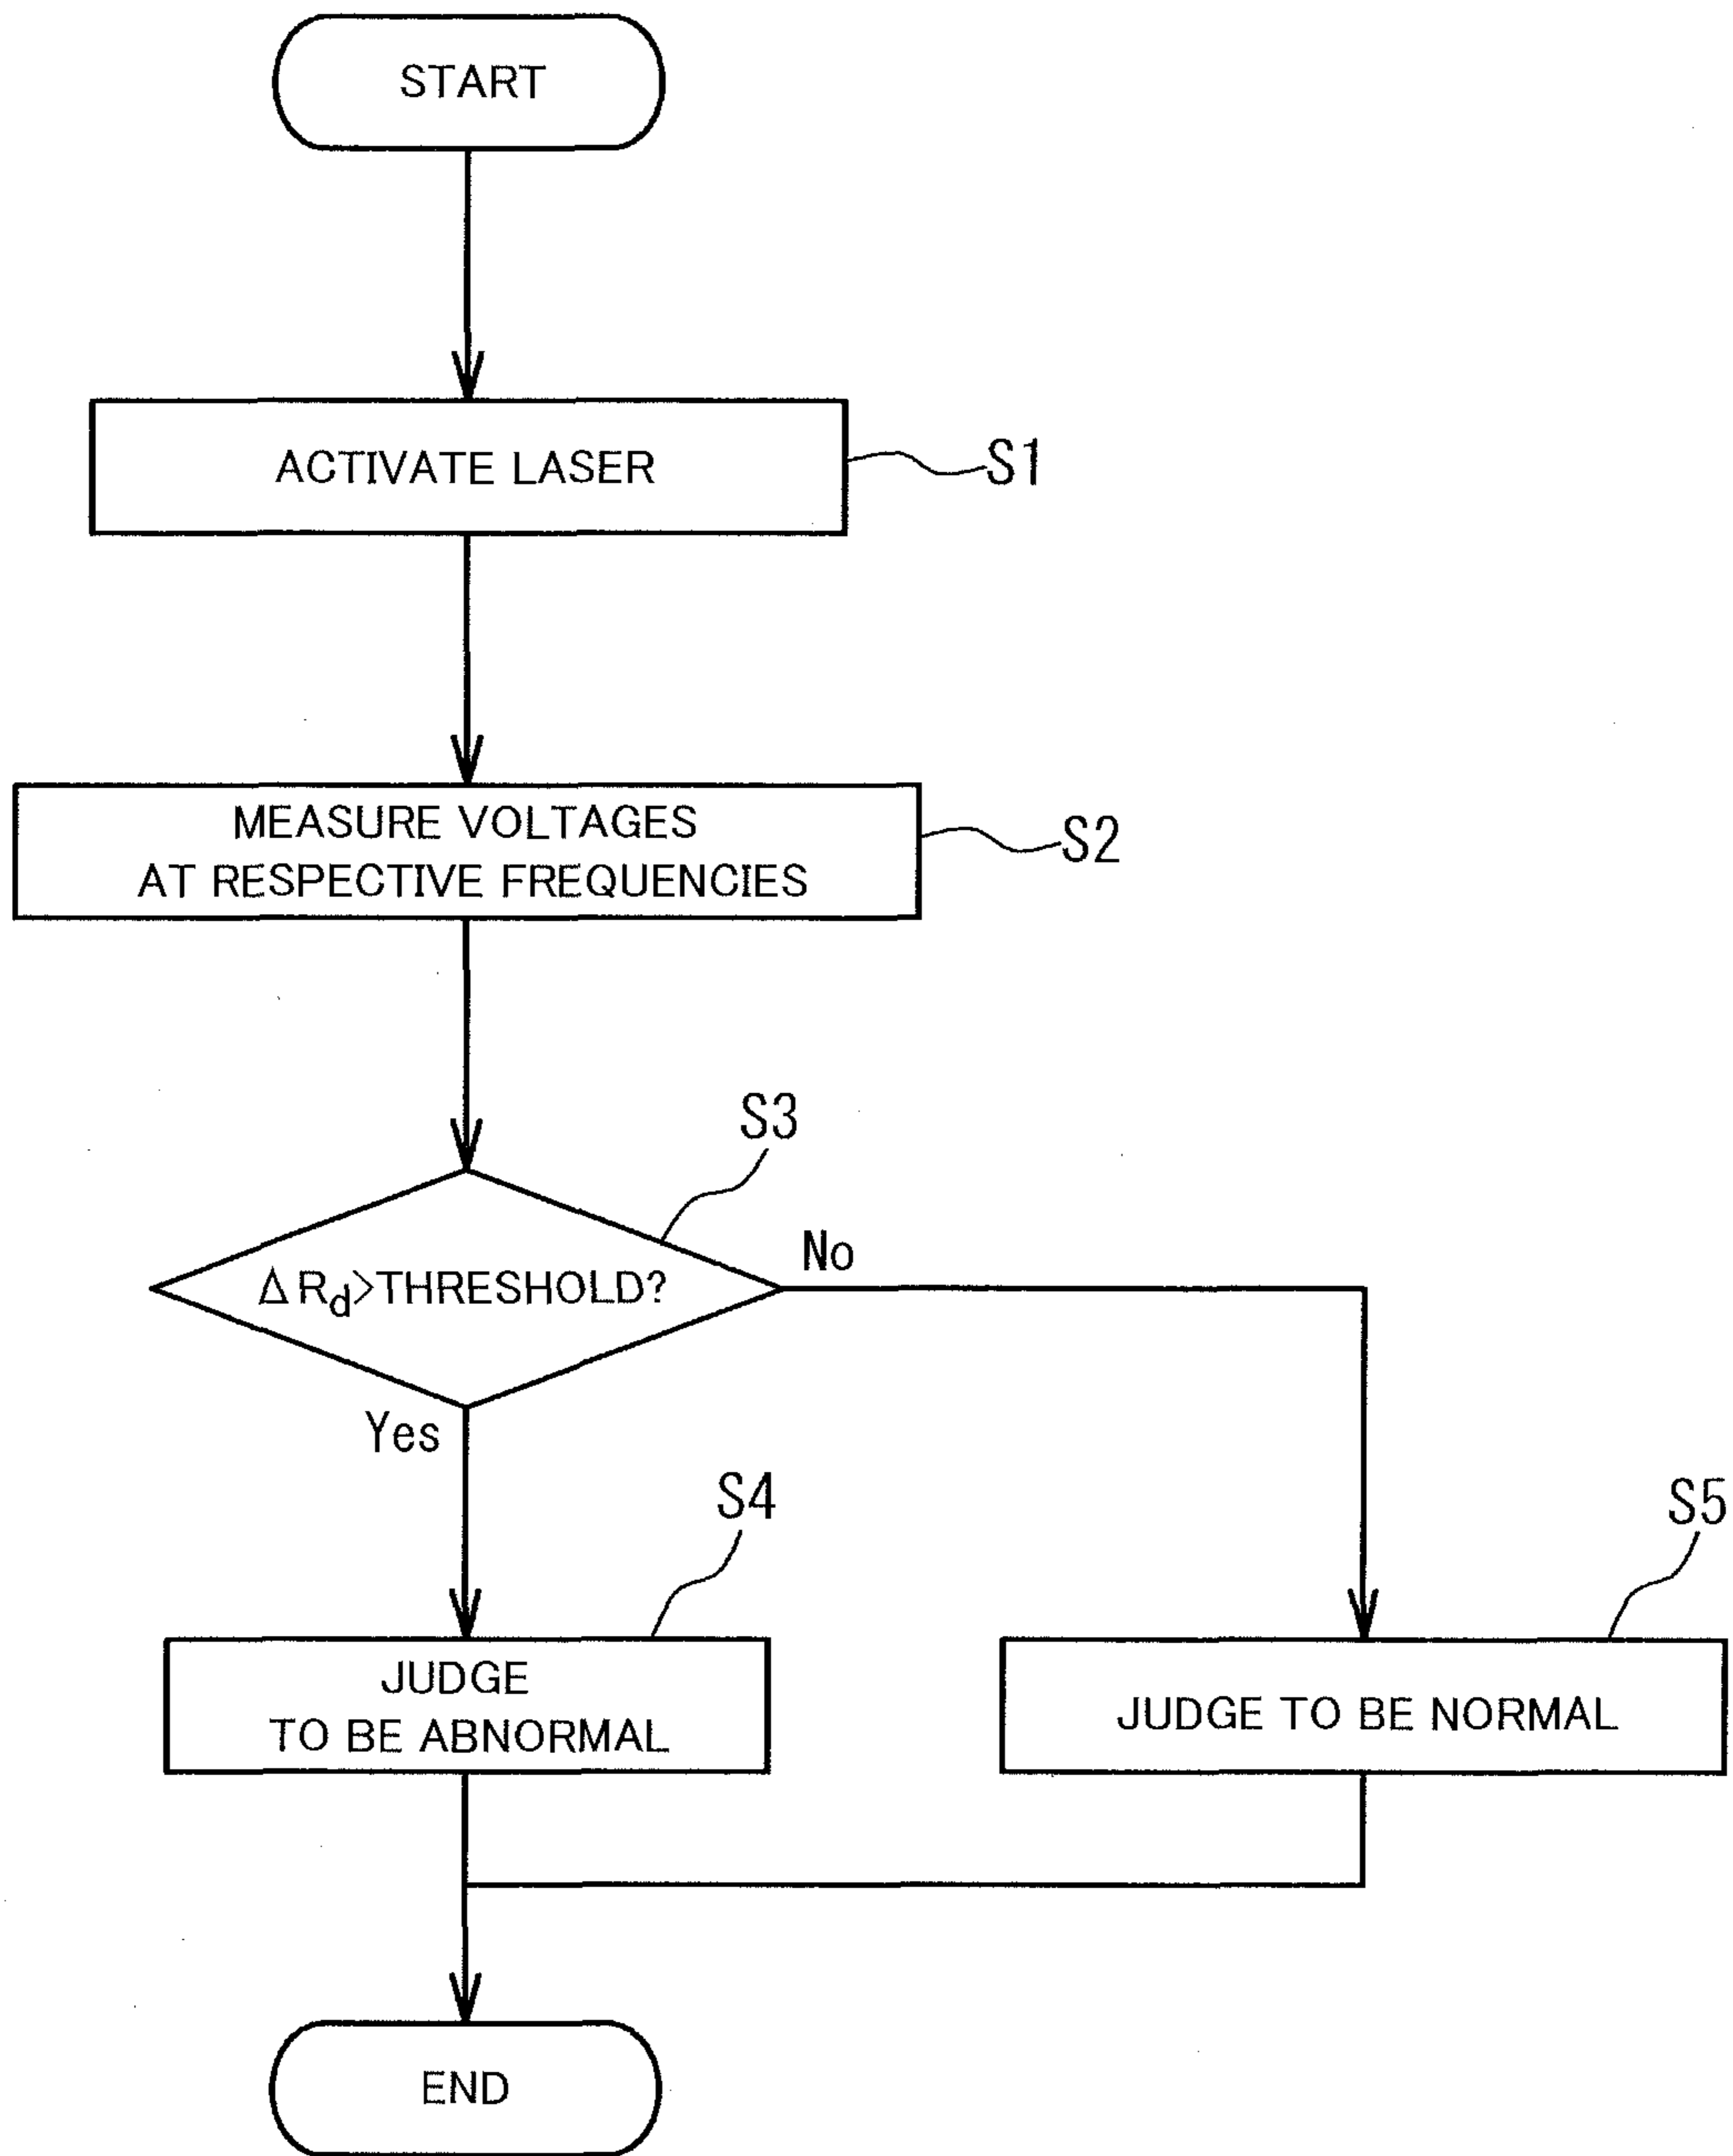 START
ACTIVATE LASER
S1
MEASURE VOLTAGES
AT RESPECTIVE FREQUENCIES
S2
S3
ΔRd>THRESHOLD?
No
Yes
S4
JUDGE
TO BE ABNORMAL
S5
JUDGE TO BE NORMAL
END